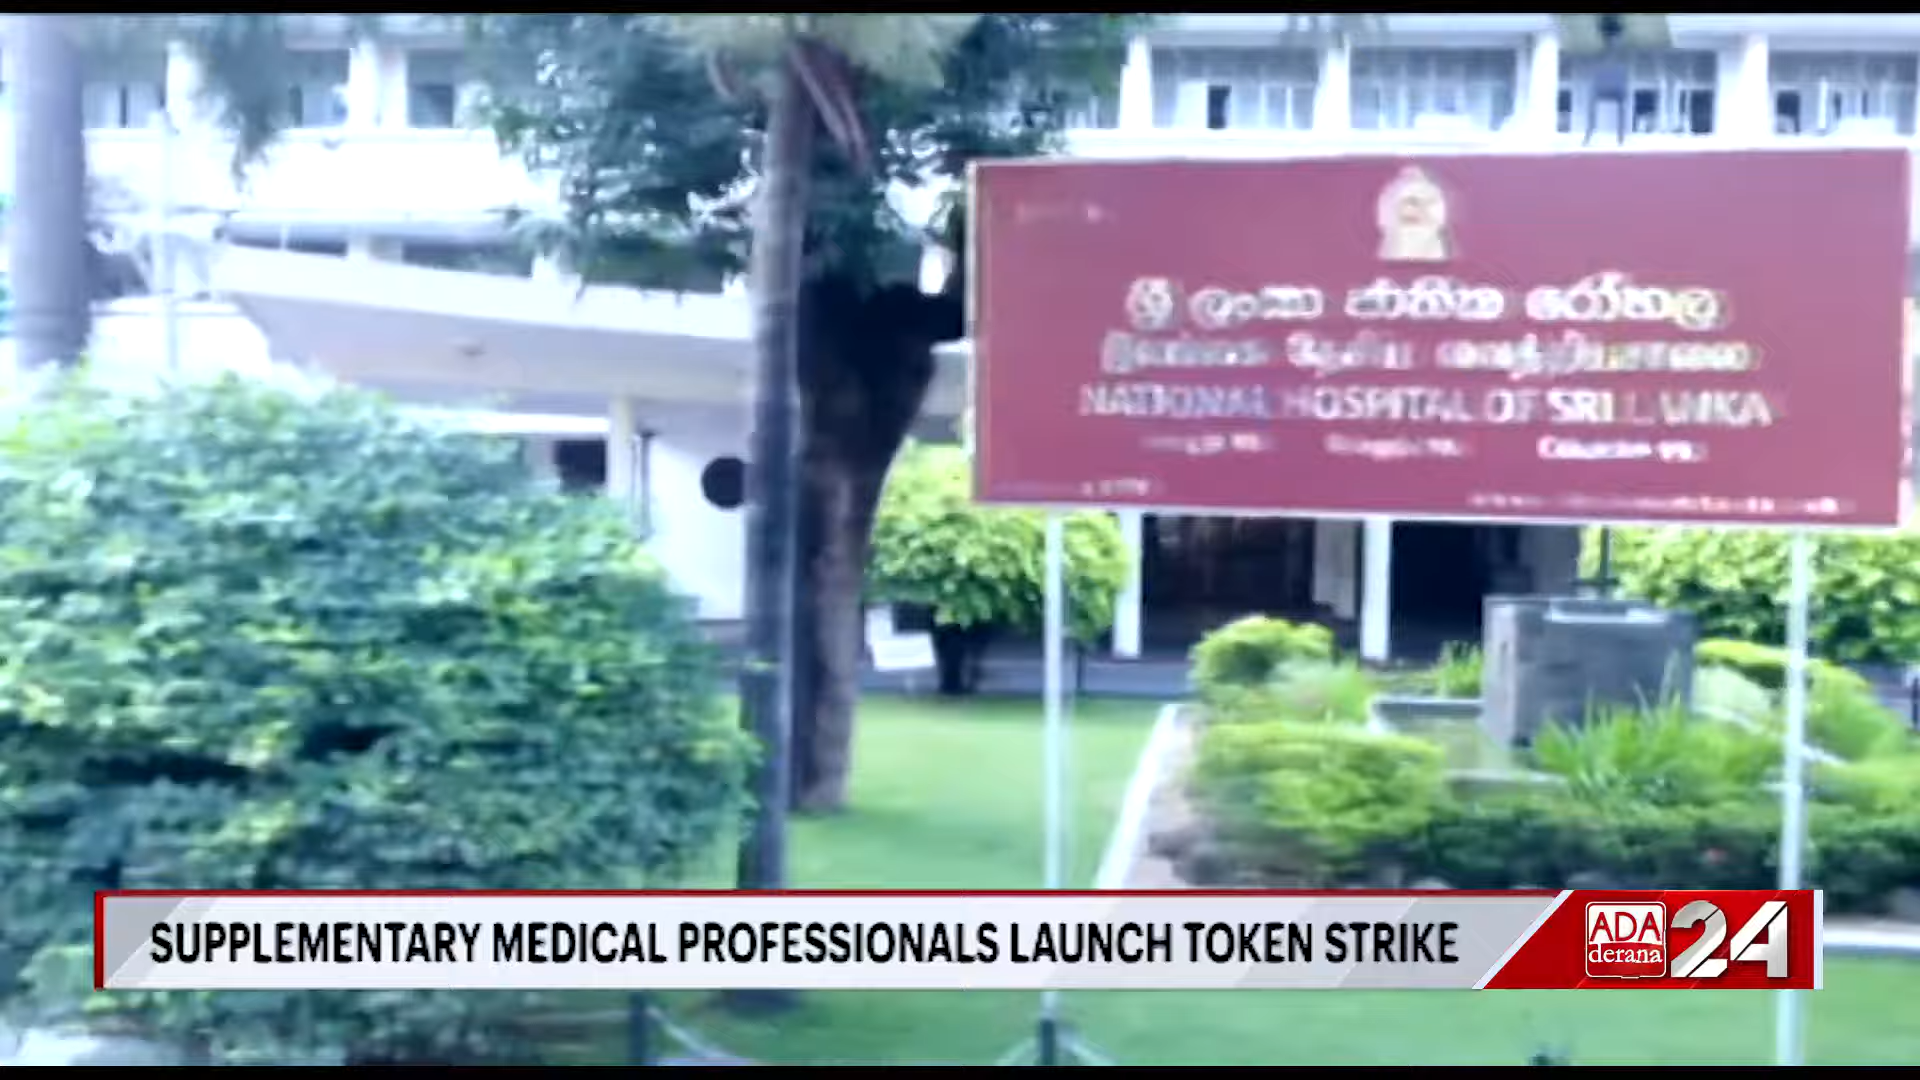 ශ්‍රී ලංකා ජාතික රෝහල
இலங்கை தேசிய வைத்தியசாலை
NATIONAL HOSPITAL OF SRI LANKA
SUPPLEMENTARY MEDICAL PROFESSIONALS LAUNCH TOKEN STRIKE
ADA
derana
24